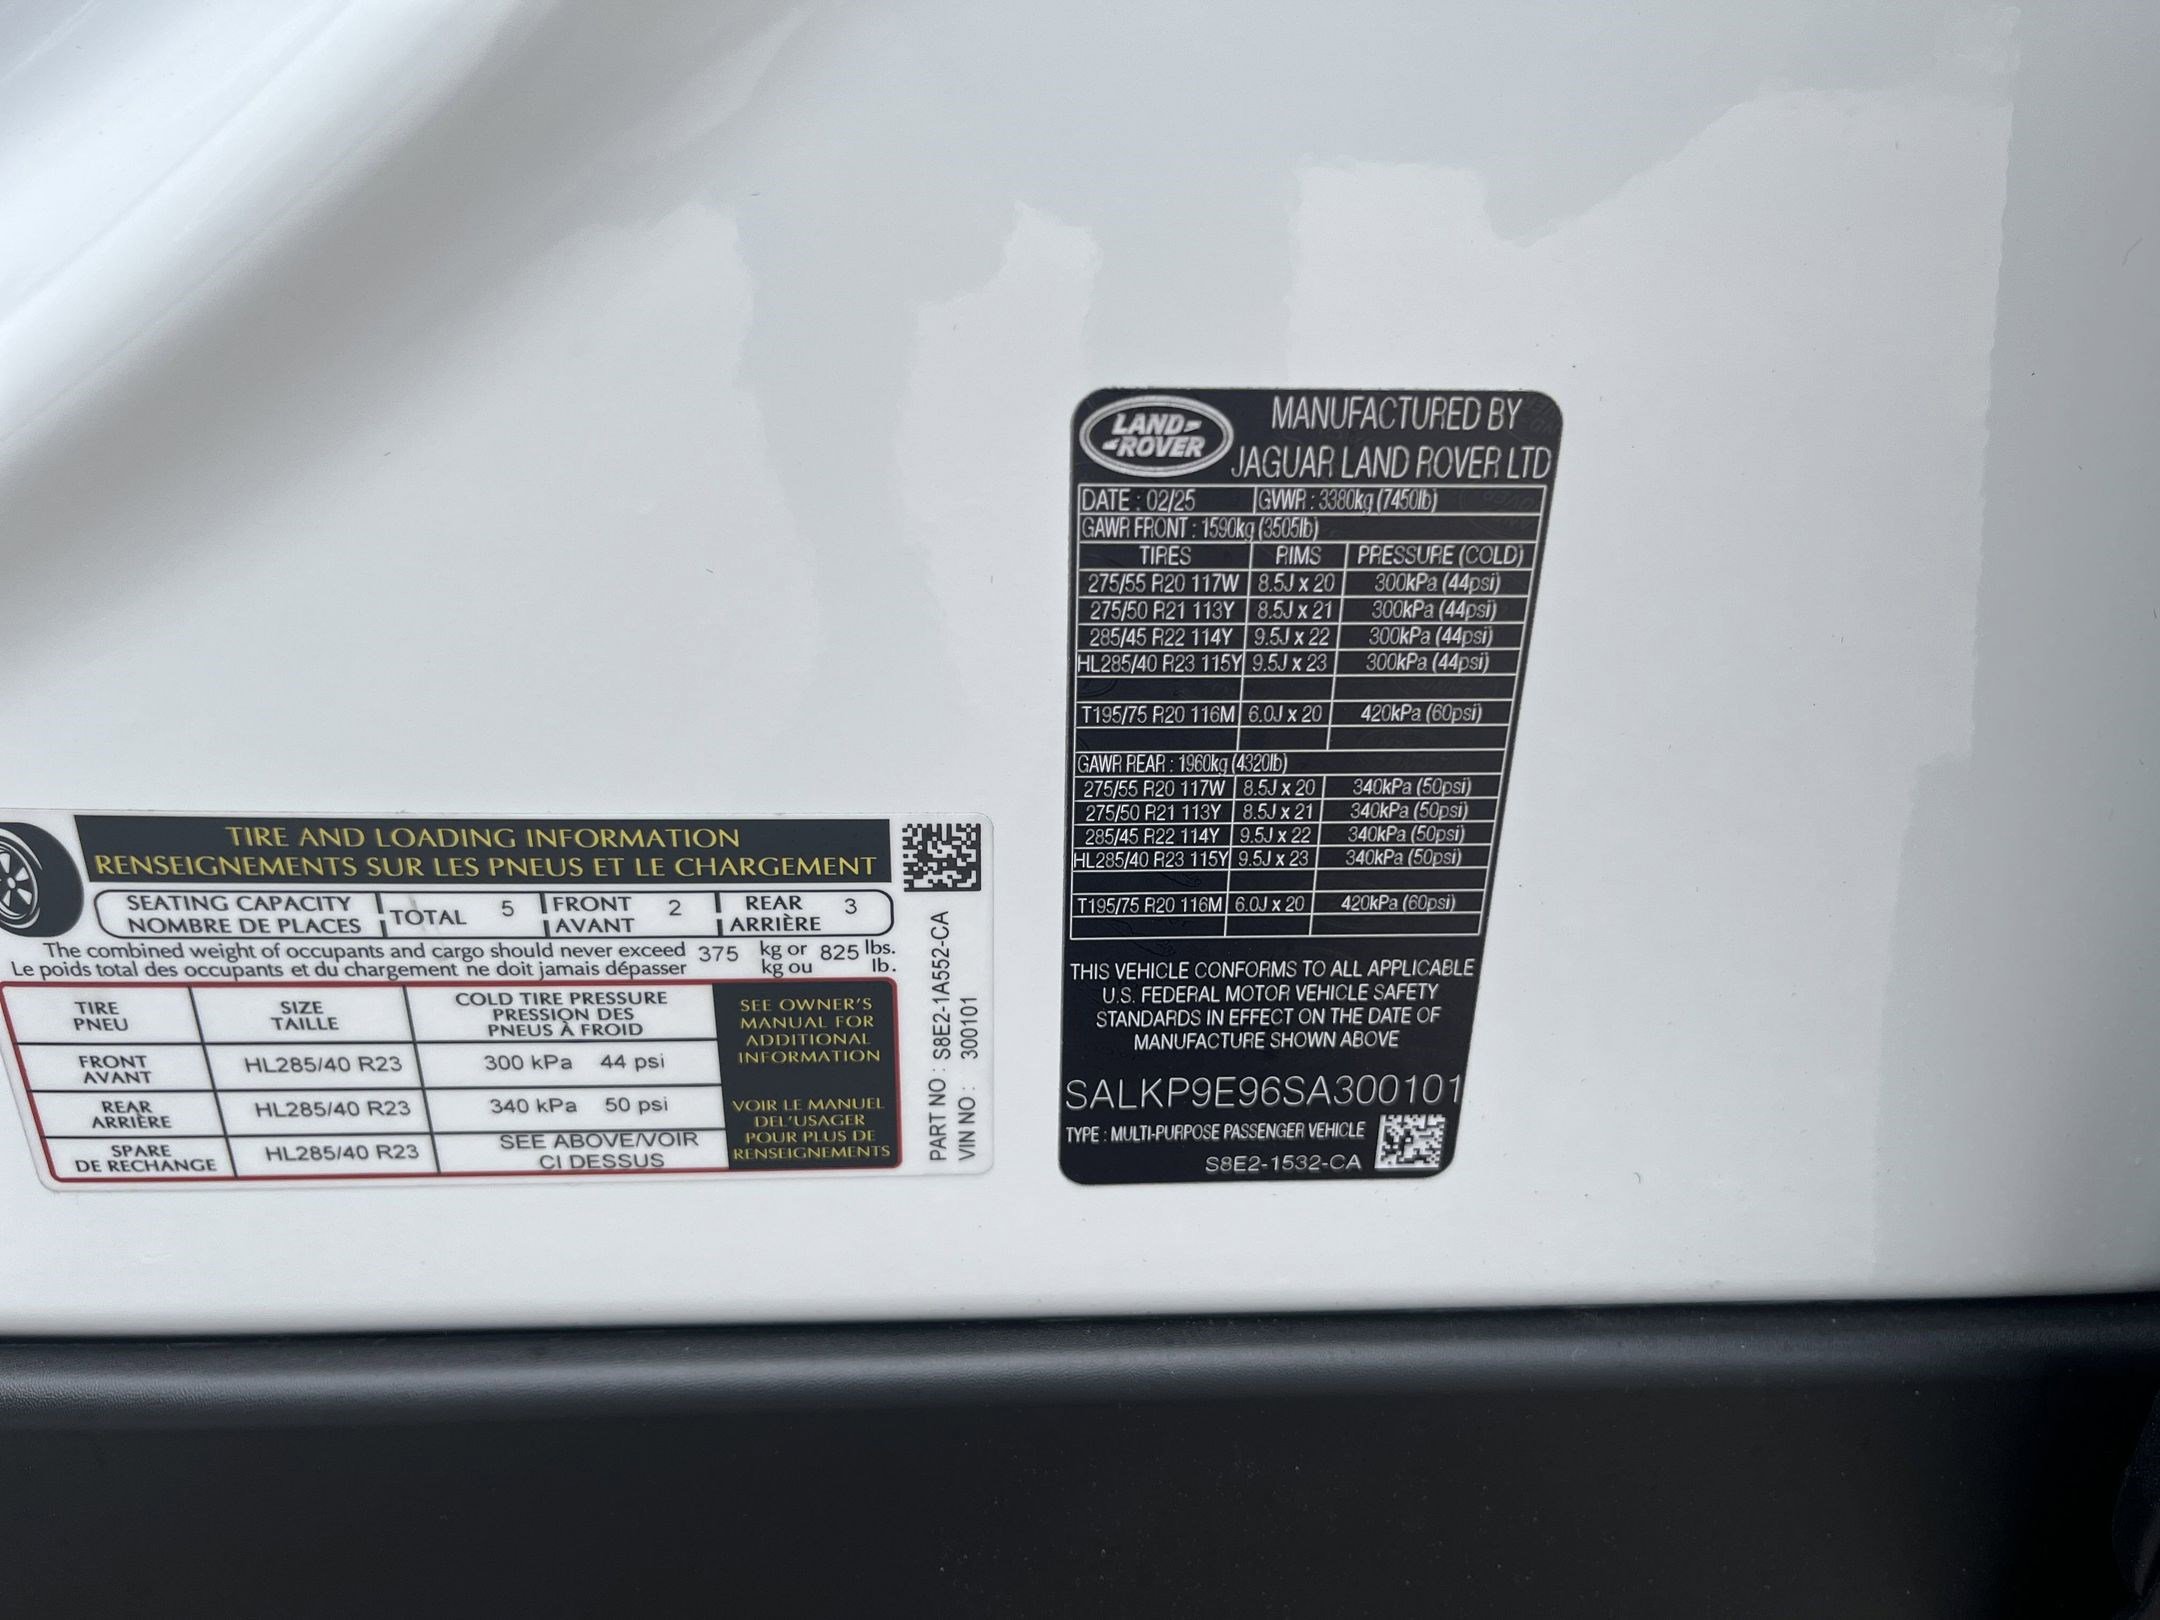 TIRE AND LOADING INFORMATION
RENSEIGNEMENTS SUR LES PNEUS ET LE CHARGEMENT
SEATING CAPACITY TOTAL 5 FRONT 2 REAR 3
NOMBRE DE PLACES AVANT ARRIÈRE
The combined weight of occupants and cargo should never exceed 375 kg or 825 lbs.
Le poids total des occupants et du chargement ne doit jamais dépasser kg ou lb.
TIRE SIZE COLD TIRE PRESSURE
PNEU TAILLE PRESSION DES
PNEUS À FROID
FRONT HL285/40 R23 300 kPa 44 psi
AVANT
REAR HL285/40 R23 340 kPa 50 psi
ARRIÈRE
SPARE HL285/40 R23 SEE ABOVE/VOIR
DE RECHANGE CI DESSUS
SEE OWNER'S
MANUAL FOR
ADDITIONAL
INFORMATION
VOIR LE MANUEL
DEL'USAGER
POUR PLUS DE
RENSEIGNEMENTS
PART NO : S8E2-1A552-CA
VIN NO : 300101
LAND-
-ROVER
MANUFACTURED BY
JAGUAR LAND ROVER LTD
DATE : 02/25 GVWR : 3380kg (7450lb)
GAWR FRONT : 1590kg (3505lb)
TIRES RIMS PRESSURE (COLD)
275/55 R20 117W 8.5J x 20 300kPa (44psi)
275/50 R21 113Y 8.5J x 21 300kPa (44psi)
285/45 R22 114Y 9.5J x 22 300kPa (44psi)
HL285/40 R23 115Y 9.5J x 23 300kPa (44psi)
T195/75 R20 116M 6.0J x 20 420kPa (60psi)
GAWR REAR : 1960kg (4320lb)
275/55 R20 117W 8.5J x 20 340kPa (50psi)
275/50 R21 113Y 8.5J x 21 340kPa (50psi)
285/45 R22 114Y 9.5J x 22 340kPa (50psi)
HL285/40 R23 115Y 9.5J x 23 340kPa (50psi)
T195/75 R20 116M 6.0J x 20 420kPa (60psi)
THIS VEHICLE CONFORMS TO ALL APPLICABLE
U.S. FEDERAL MOTOR VEHICLE SAFETY
STANDARDS IN EFFECT ON THE DATE OF
MANUFACTURE SHOWN ABOVE
SALKP9E96SA300101
TYPE : MULTI-PURPOSE PASSENGER VEHICLE
S8E2-1532-CA